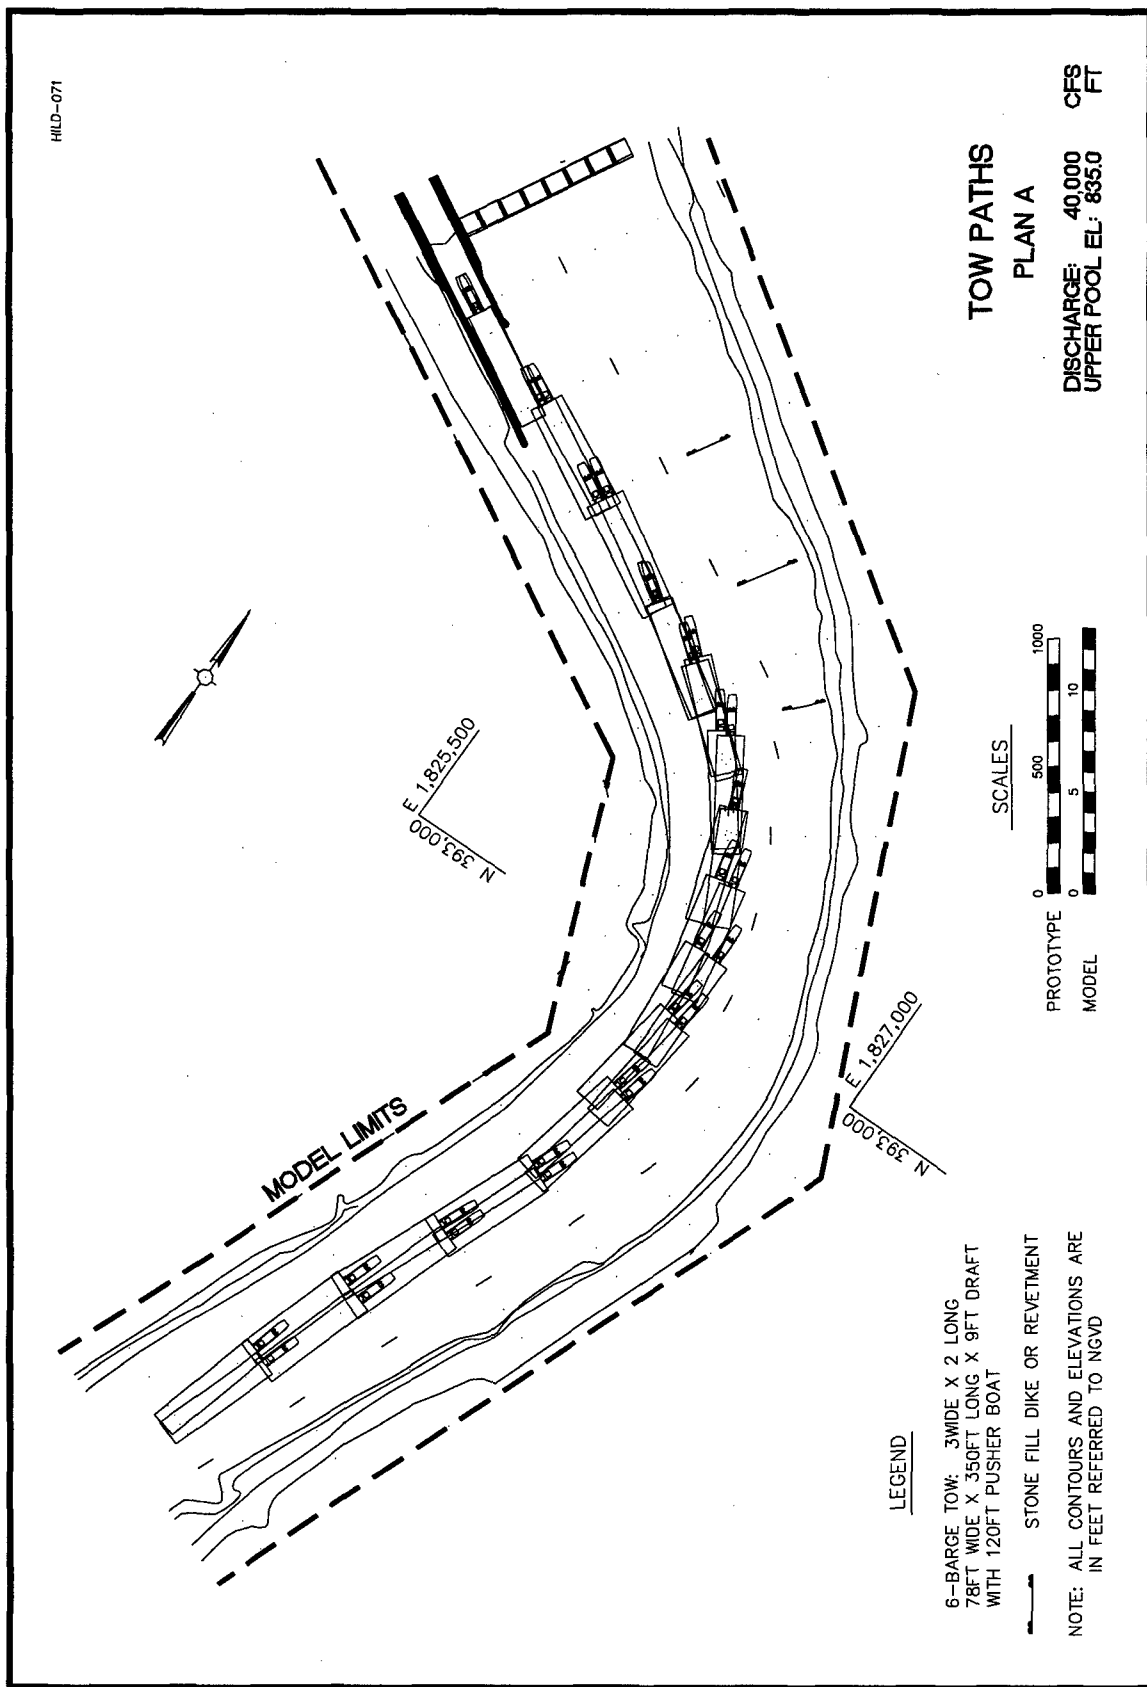 HILD-071
MODEL LIMITS
N 393,000
E 1,825,500
N 393,000
E 1,827,000
LEGEND
6-BARGE TOW: 3WIDE X 2 LONG
78FT WIDE X 350FT LONG X 9FT DRAFT
WITH 120FT PUSHER BOAT
STONE FILL DIKE OR REVETMENT
NOTE: ALL CONTOURS AND ELEVATIONS ARE
IN FEET REFERRED TO NGVD
SCALES
PROTOTYPE 0 500 1000
MODEL 0 5 10
TOW PATHS
PLAN A
DISCHARGE: 40,000 CFS
UPPER POOL EL: 835.0 FT